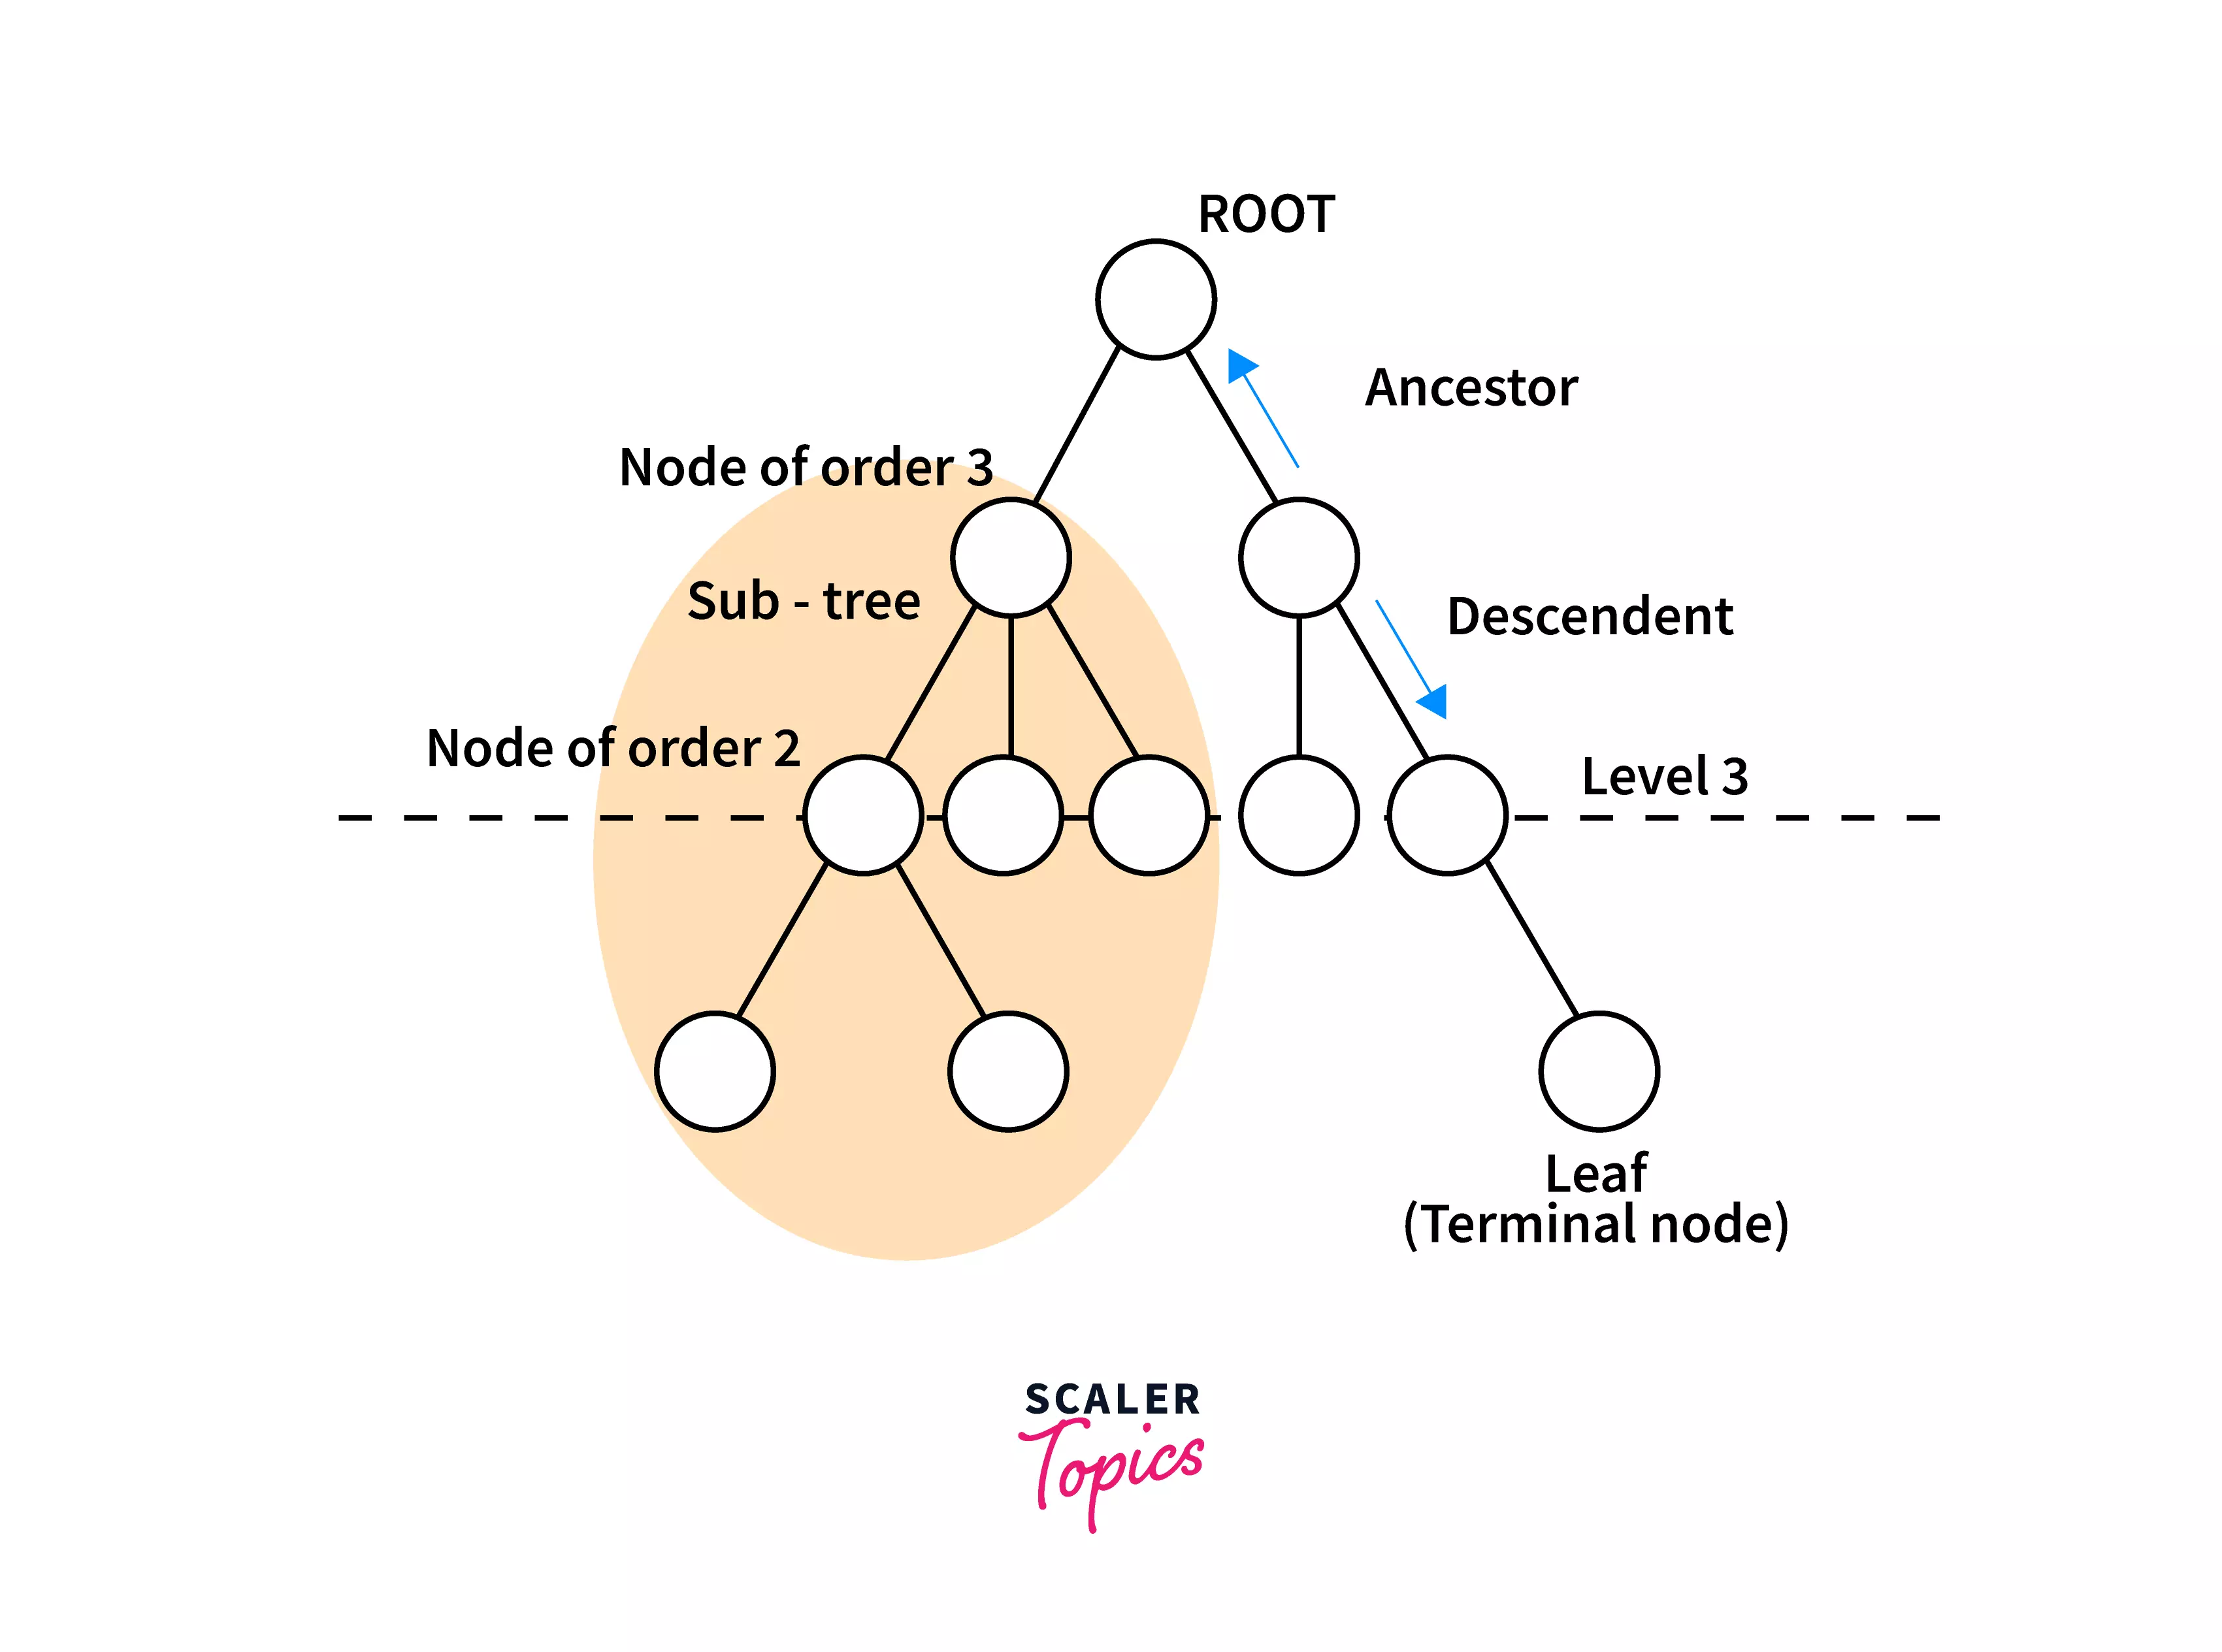 ROOT
Ancestor
Node of order 3
Sub - tree
Descendent
Node of order 2
Level 3
Leaf
(Terminal node)
SCALER
Topics